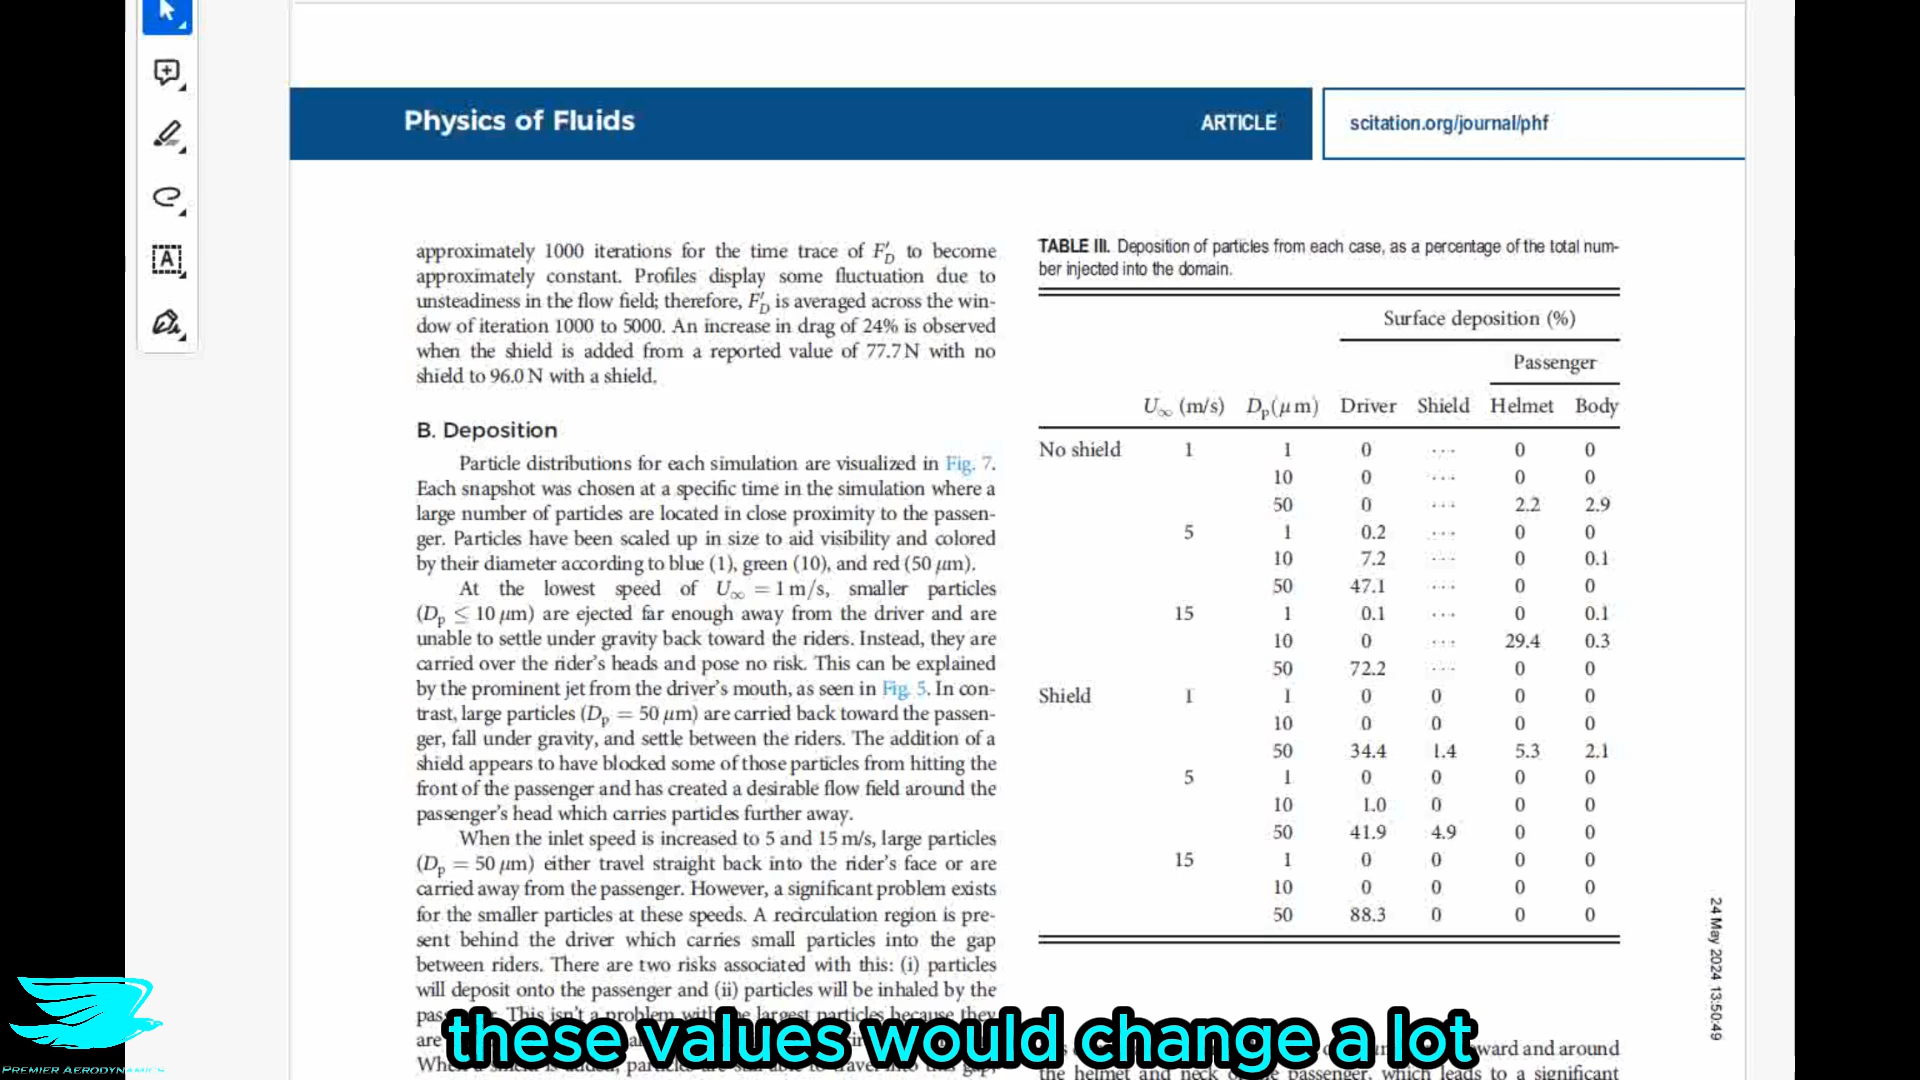 Physics of Fluids
ARTICLE
scitation.org/journal/phf
approximately 1000 iterations for the time trace of F′D to become
approximately constant. Profiles display some fluctuation due to
unsteadiness in the flow field; therefore, F′D is averaged across the win-
dow of iteration 1000 to 5000. An increase in drag of 24% is observed
when the shield is added from a reported value of 77.7 N with no
shield to 96.0 N with a shield.
B. Deposition
Particle distributions for each simulation are visualized in Fig. 7.
Each snapshot was chosen at a specific time in the simulation where a
large number of particles are located in close proximity to the passen-
ger. Particles have been scaled up in size to aid visibility and colored
by their diameter according to blue (1), green (10), and red (50 μm).
At the lowest speed of U∞ = 1 m/s, smaller particles
(Dp ≤ 10 μm) are ejected far enough away from the driver and are
unable to settle under gravity back toward the riders. Instead, they are
carried over the rider's heads and pose no risk. This can be explained
by the prominent jet from the driver's mouth, as seen in Fig. 5. In con-
trast, large particles (Dp = 50 μm) are carried back toward the passen-
ger, fall under gravity, and settle between the riders. The addition of a
shield appears to have blocked some of those particles from hitting the
front of the passenger and has created a desirable flow field around the
passenger's head which carries particles further away.
When the inlet speed is increased to 5 and 15 m/s, large particles
(Dp = 50 μm) either travel straight back into the rider's face or are
carried away from the passenger. However, a significant problem exists
for the smaller particles at these speeds. A recirculation region is pre-
sent behind the driver which carries small particles into the gap
between riders. There are two risks associated with this: (i) particles
will deposit onto the passenger and (ii) particles will be inhaled by the
This isn't a problem with largest particles because they
are
TABLE III. Deposition of particles from each case, as a percentage of the total num-
ber injected into the domain.
Surface deposition (%)
Passenger
U∞ (m/s) Dp(μm) Driver Shield Helmet Body
No shield 1 1 0 ··· 0 0
10 0 ··· 0 0
50 0 ··· 2.2 2.9
5 1 0.2 ··· 0 0
10 7.2 ··· 0 0.1
50 47.1 ··· 0 0
15 1 0.1 ··· 0 0.1
10 0 ··· 29.4 0.3
50 72.2 ··· 0 0
Shield 1 1 0 0 0 0
10 0 0 0 0
50 34.4 1.4 5.3 2.1
5 1 0 0 0 0
10 1.0 0 0 0
50 41.9 4.9 0 0
15 1 0 0 0 0
10 0 0 0 0
50 88.3 0 0 0
ward and around
the helmet and neck passenger, which leads to a significant
24 May 2024 13:50:49
these values would change a lot
PREMIER AERODYNAMICS